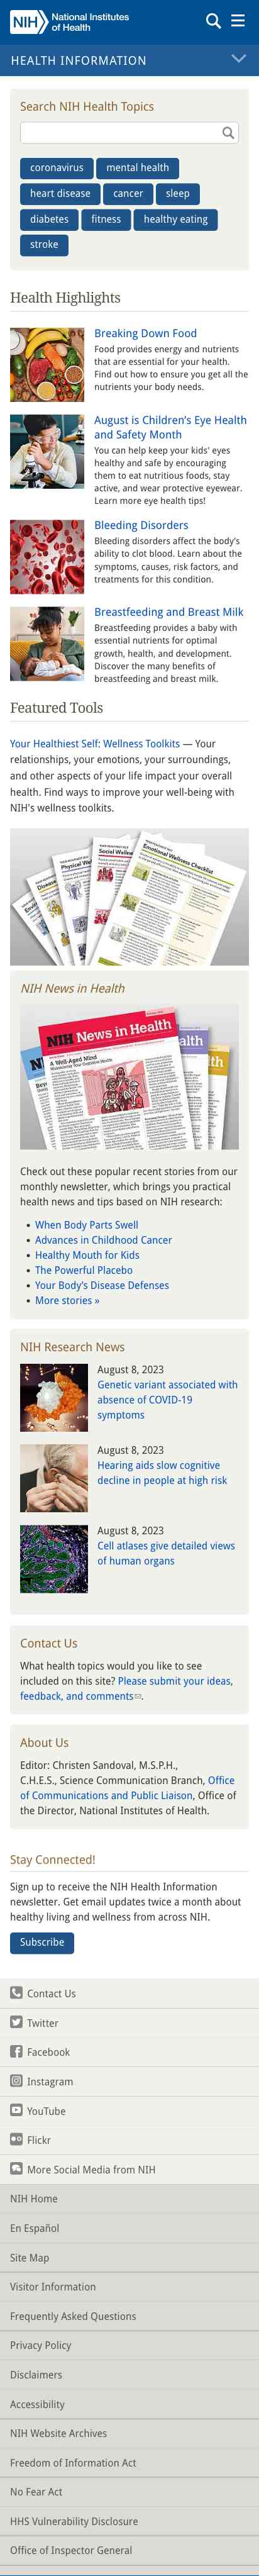 NIH National Institutes
of Health
HEALTH INFORMATION
Search NIH Health Topics
coronavirus mental health
heart disease cancer sleep
diabetes fitness healthy eating
stroke
Health Highlights
Breaking Down Food
Food provides energy and nutrients
that are essential for your health.
Find out how to ensure you get all the
nutrients your body needs.
August is Children's Eye Health
and Safety Month
You can help keep your kids' eyes
healthy and safe by encouraging
them to eat nutritious foods, stay
active, and wear protective eyewear.
Learn more eye health tips!
Bleeding Disorders
Bleeding disorders affect the body's
ability to clot blood. Learn about the
symptoms, causes, risk factors, and
treatments for this condition.
Breastfeeding and Breast Milk
Breastfeeding provides a baby with
essential nutrients for optimal
growth, health, and development.
Discover the many benefits of
breastfeeding and breast milk.
Featured Tools
Your Healthiest Self: Wellness Toolkits — Your
relationships, your emotions, your surroundings,
and other aspects of your life impact your overall
health. Find ways to improve your well-being with
NIH's wellness toolkits.
Emotional Wellness Checklist
NIH News in Health
NIH News in Health
A Well-Aged Mind
Check out these popular recent stories from our
monthly newsletter, which brings you practical
health news and tips based on NIH research:
• When Body Parts Swell
• Advances in Childhood Cancer
• Healthy Mouth for Kids
• The Powerful Placebo
• Your Body's Disease Defenses
• More stories »
NIH Research News
August 8, 2023
Genetic variant associated with
absence of COVID-19
symptoms
August 8, 2023
Hearing aids slow cognitive
decline in people at high risk
August 8, 2023
Cell atlases give detailed views
of human organs
Contact Us
What health topics would you like to see
included on this site? Please submit your ideas,
feedback, and comments.
About Us
Editor: Christen Sandoval, M.S.P.H.,
C.H.E.S., Science Communication Branch, Office
of Communications and Public Liaison, Office of
the Director, National Institutes of Health.
Stay Connected!
Sign up to receive the NIH Health Information
newsletter. Get email updates twice a month about
healthy living and wellness from across NIH.
Subscribe
Contact Us
Twitter
Facebook
Instagram
YouTube
Flickr
More Social Media from NIH
NIH Home
En Español
Site Map
Visitor Information
Frequently Asked Questions
Privacy Policy
Disclaimers
Accessibility
NIH Website Archives
Freedom of Information Act
No Fear Act
HHS Vulnerability Disclosure
Office of Inspector General